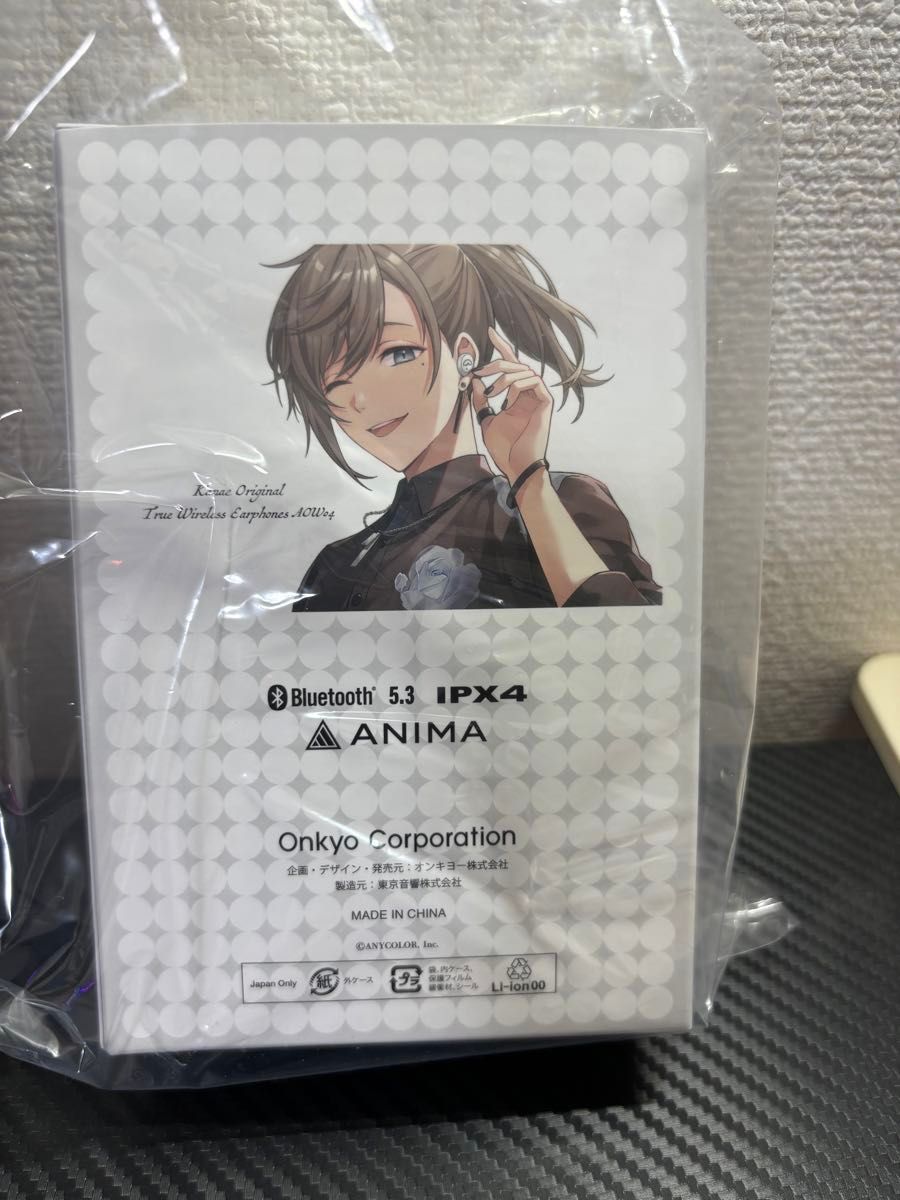 Kanae Original
True Wireless Earphones AOW04
Bluetooth® 5.3 IPX4
ANIMA
Onkyo Corporation
企画・デザイン・発売元：オンキヨー株式会社
製造元：東京音響株式会社
MADE IN CHINA
©ANYCOLOR, Inc.
Japan Only
紙
外ケース
プラ
袋、内ケース、
保護フィルム
緩衝材、シール
Li-ion00